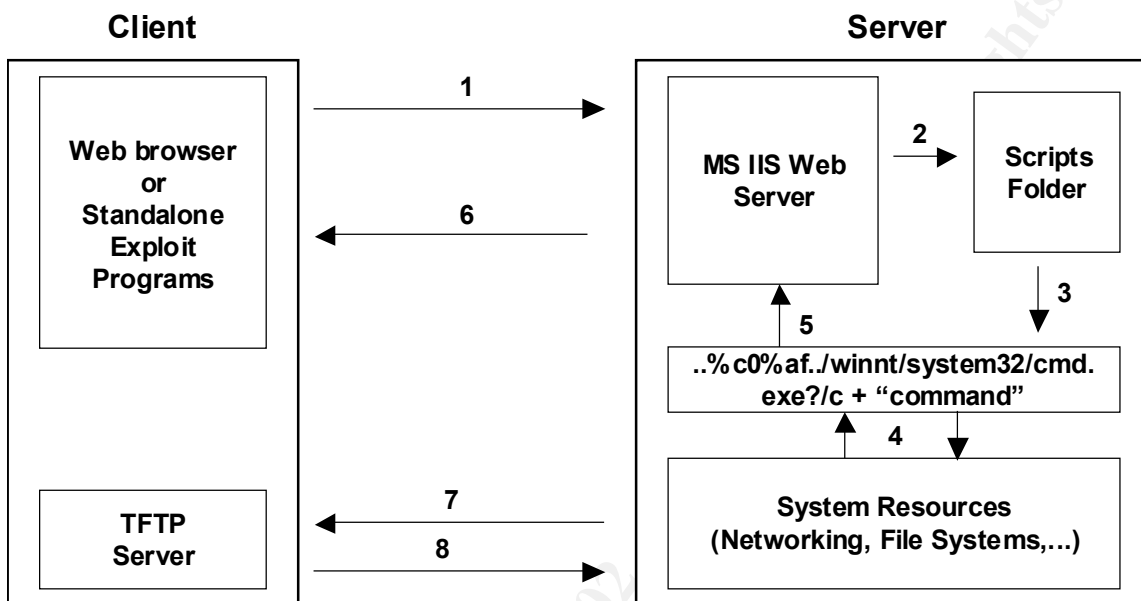 Client
Server
1
Web browser
or
Standalone
Exploit
Programs
6
MS IIS Web
Server
2
Scripts
Folder
3
5
..%c0%af../winnt/system32/cmd.
exe?/c + “command”
4
TFTP
Server
7
8
System Resources
(Networking, File Systems,...)